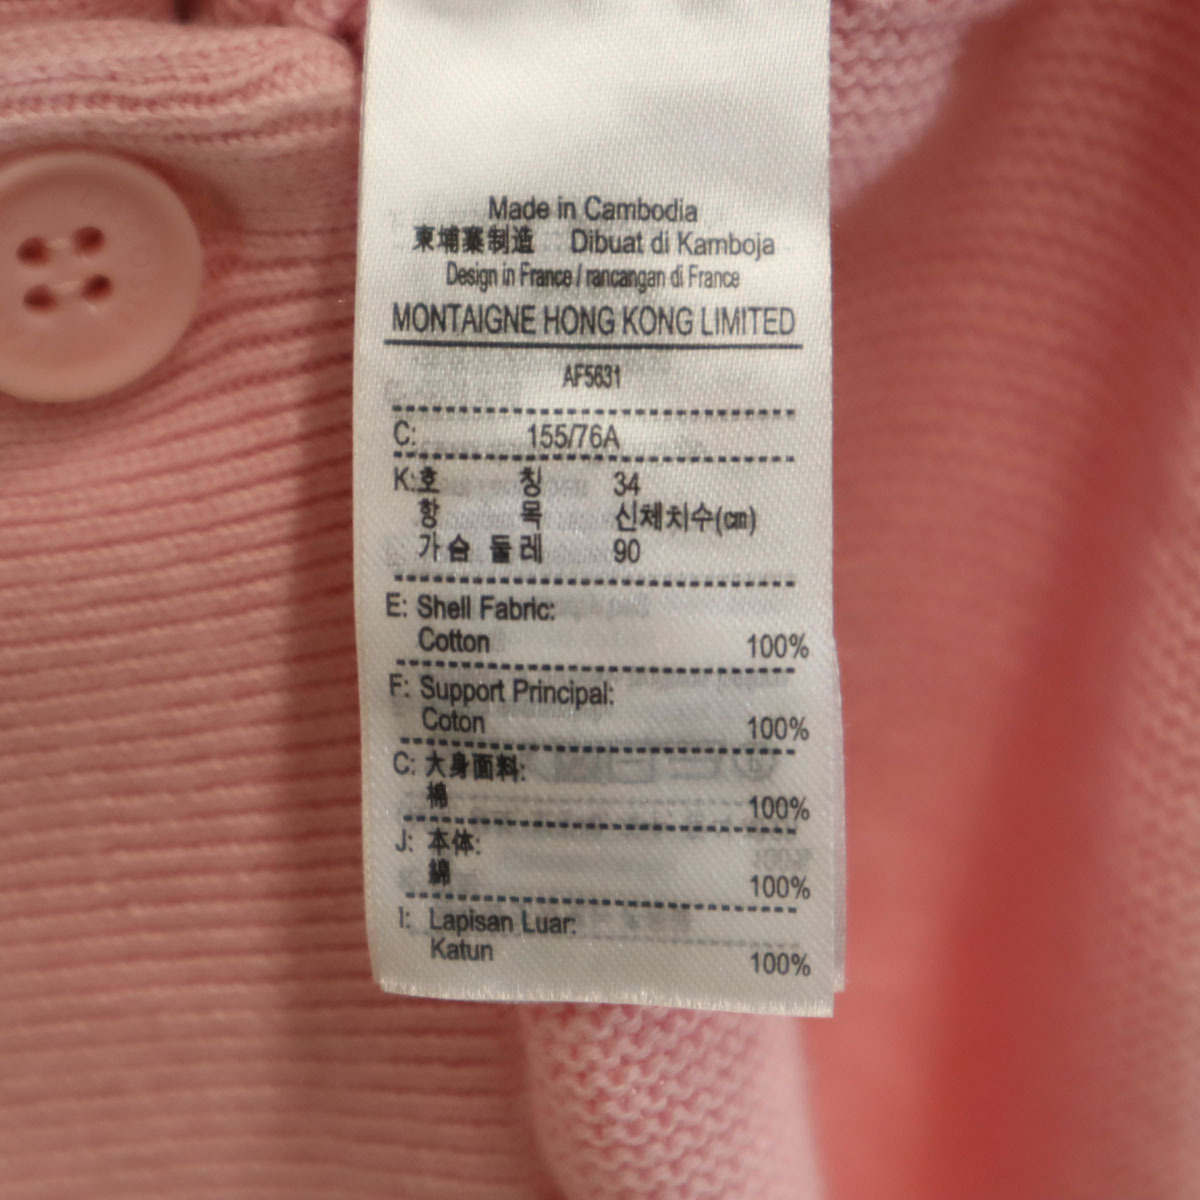 Made in Cambodia
柬埔寨制造 Dibuat di Kamboja
Design in France / rancangan di France
MONTAIGNE HONG KONG LIMITED
AF5631
C: 155/76A
K:호 칭 34
항 목 신체치수(㎝)
가슴 둘레 90
E: Shell Fabric:
Cotton 100%
F: Support Principal:
Coton 100%
C: 大身面料:
棉 100%
J: 本体:
綿 100%
I: Lapisan Luar:
Katun 100%